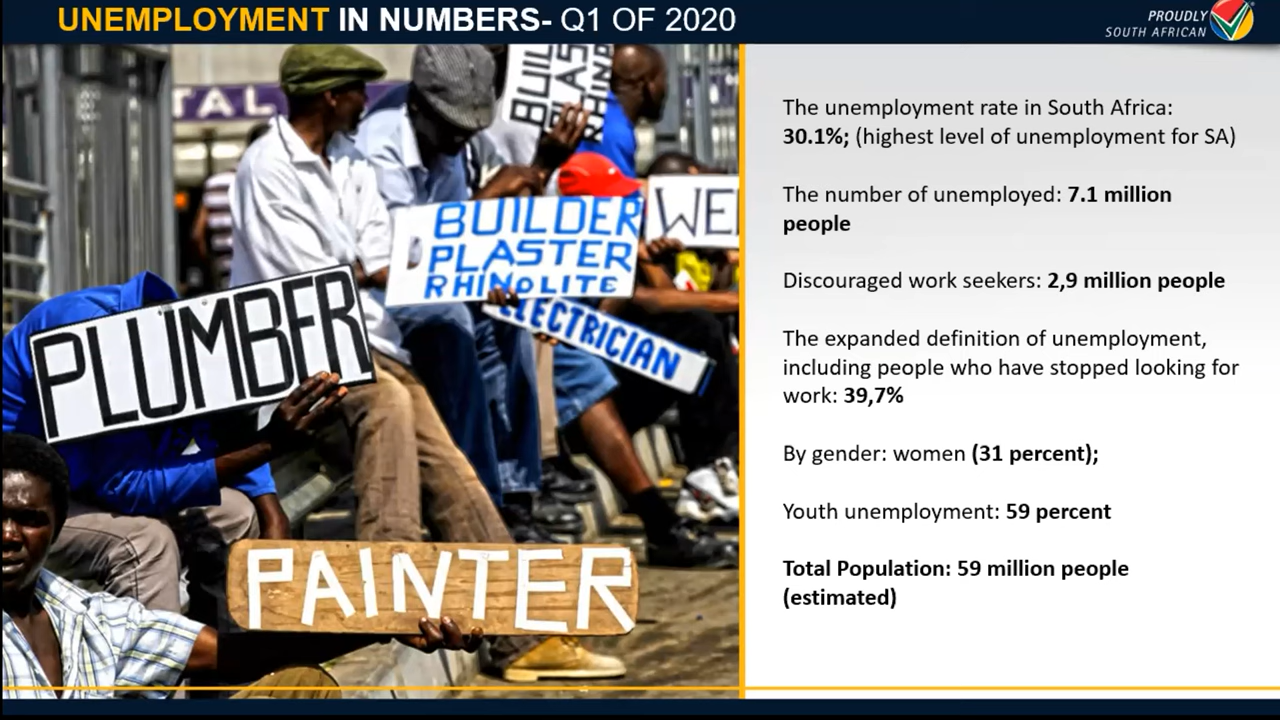 UNEMPLOYMENT IN NUMBERS- Q1 OF 2020
PROUDLY
SOUTH AFRICAN
The unemployment rate in South Africa:
30.1%; (highest level of unemployment for SA)
The number of unemployed: 7.1 million
people
Discouraged work seekers: 2,9 million people
The expanded definition of unemployment,
including people who have stopped looking for
work: 39,7%
By gender: women (31 percent);
Youth unemployment: 59 percent
Total Population: 59 million people
(estimated)
TAL
BUILDER
PLASTER
RHINOLITE
ELECTRICIAN
PLUMBER
PAINTER